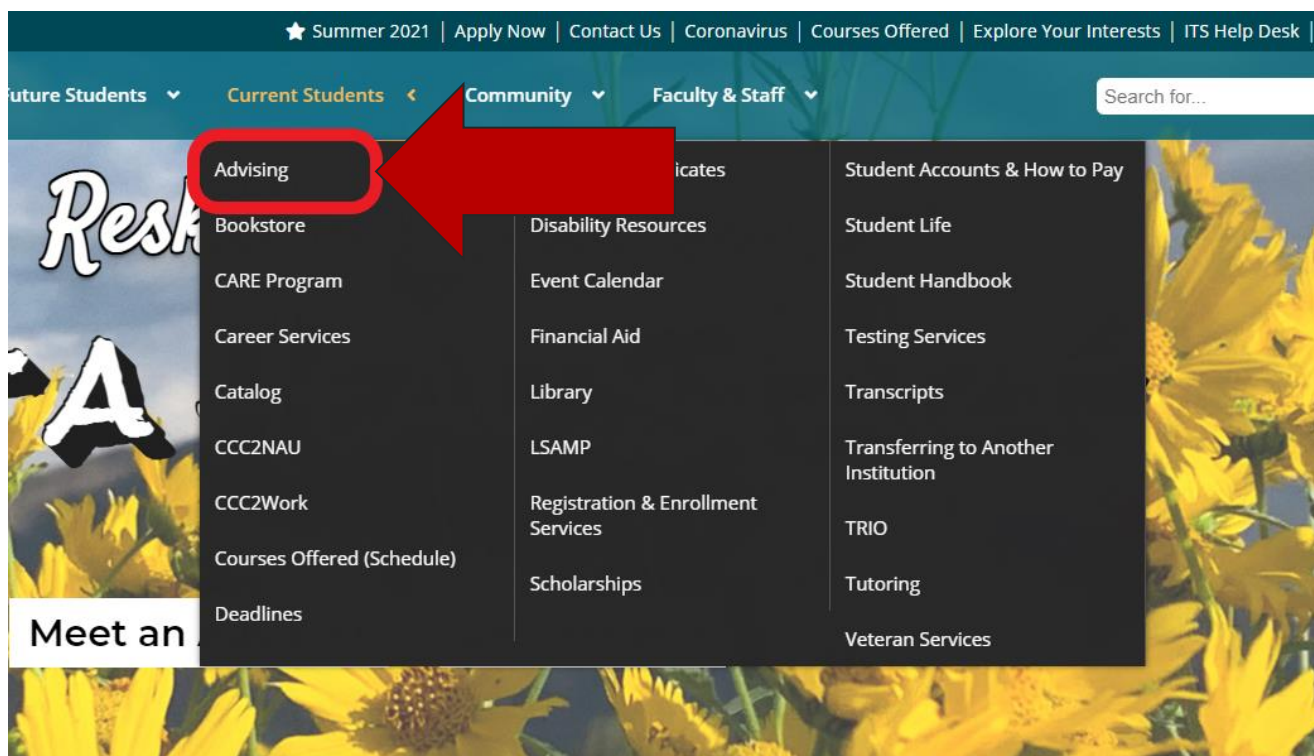 Summer 2021 | Apply Now | Contact Us | Coronavirus | Courses Offered | Explore Your Interests | ITS Help Desk |
Students
Current Students
Community
Faculty & Staff
Search for...
Advising
Bookstore
CARE Program
Career Services
Catalog
CCC2NAU
CCC2Work
Courses Offered (Schedule)
Deadlines
Disability Resources
Event Calendar
Financial Aid
Library
LSAMP
Registration & Enrollment
Services
Scholarships
Student Accounts & How to Pay
Student Life
Student Handbook
Testing Services
Transcripts
Transferring to Another
Institution
TRIO
Tutoring
Veteran Services
Meet an